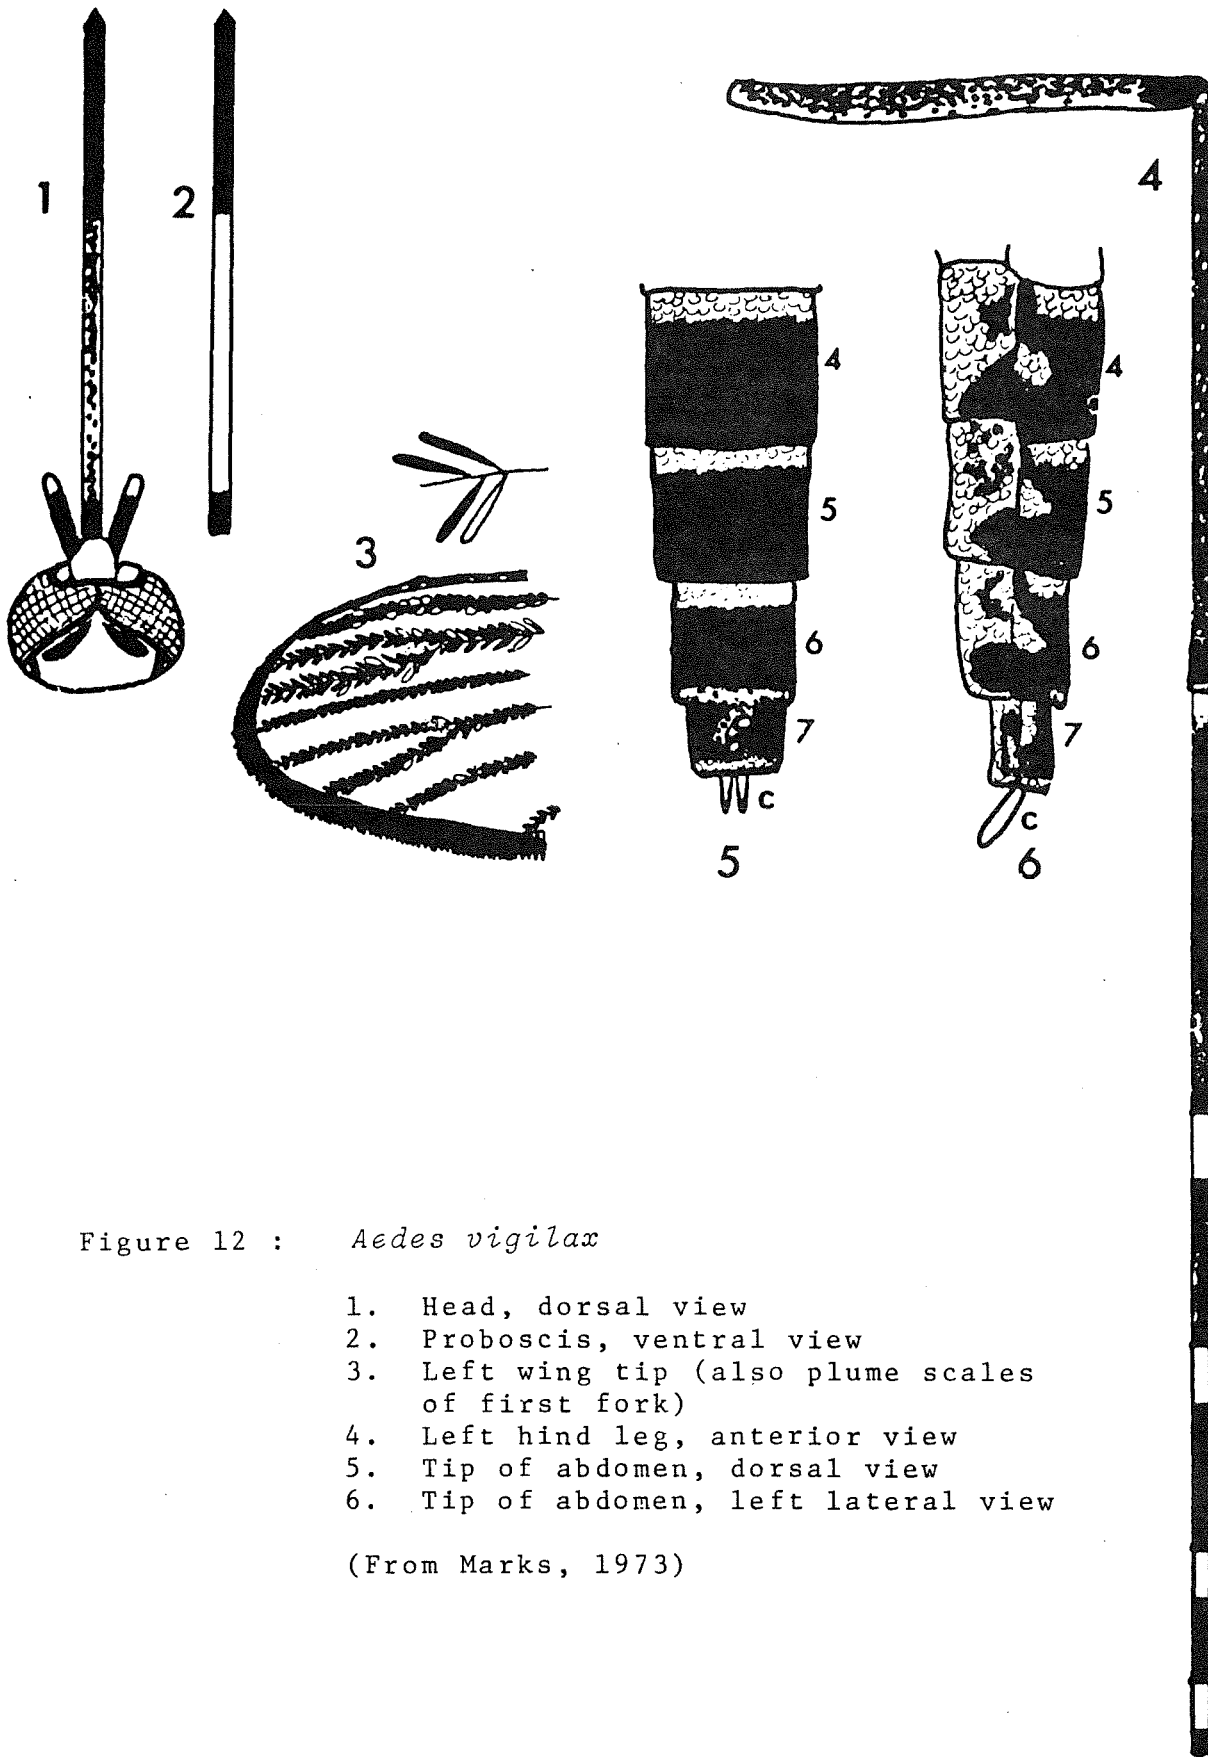 1
2
3
4
4
5
6
7
c
5
4
5
6
7
c
6
Figure 12 : Aedes vigilax
1. Head, dorsal view
2. Proboscis, ventral view
3. Left wing tip (also plume scales
of first fork)
4. Left hind leg, anterior view
5. Tip of abdomen, dorsal view
6. Tip of abdomen, left lateral view
(From Marks, 1973)